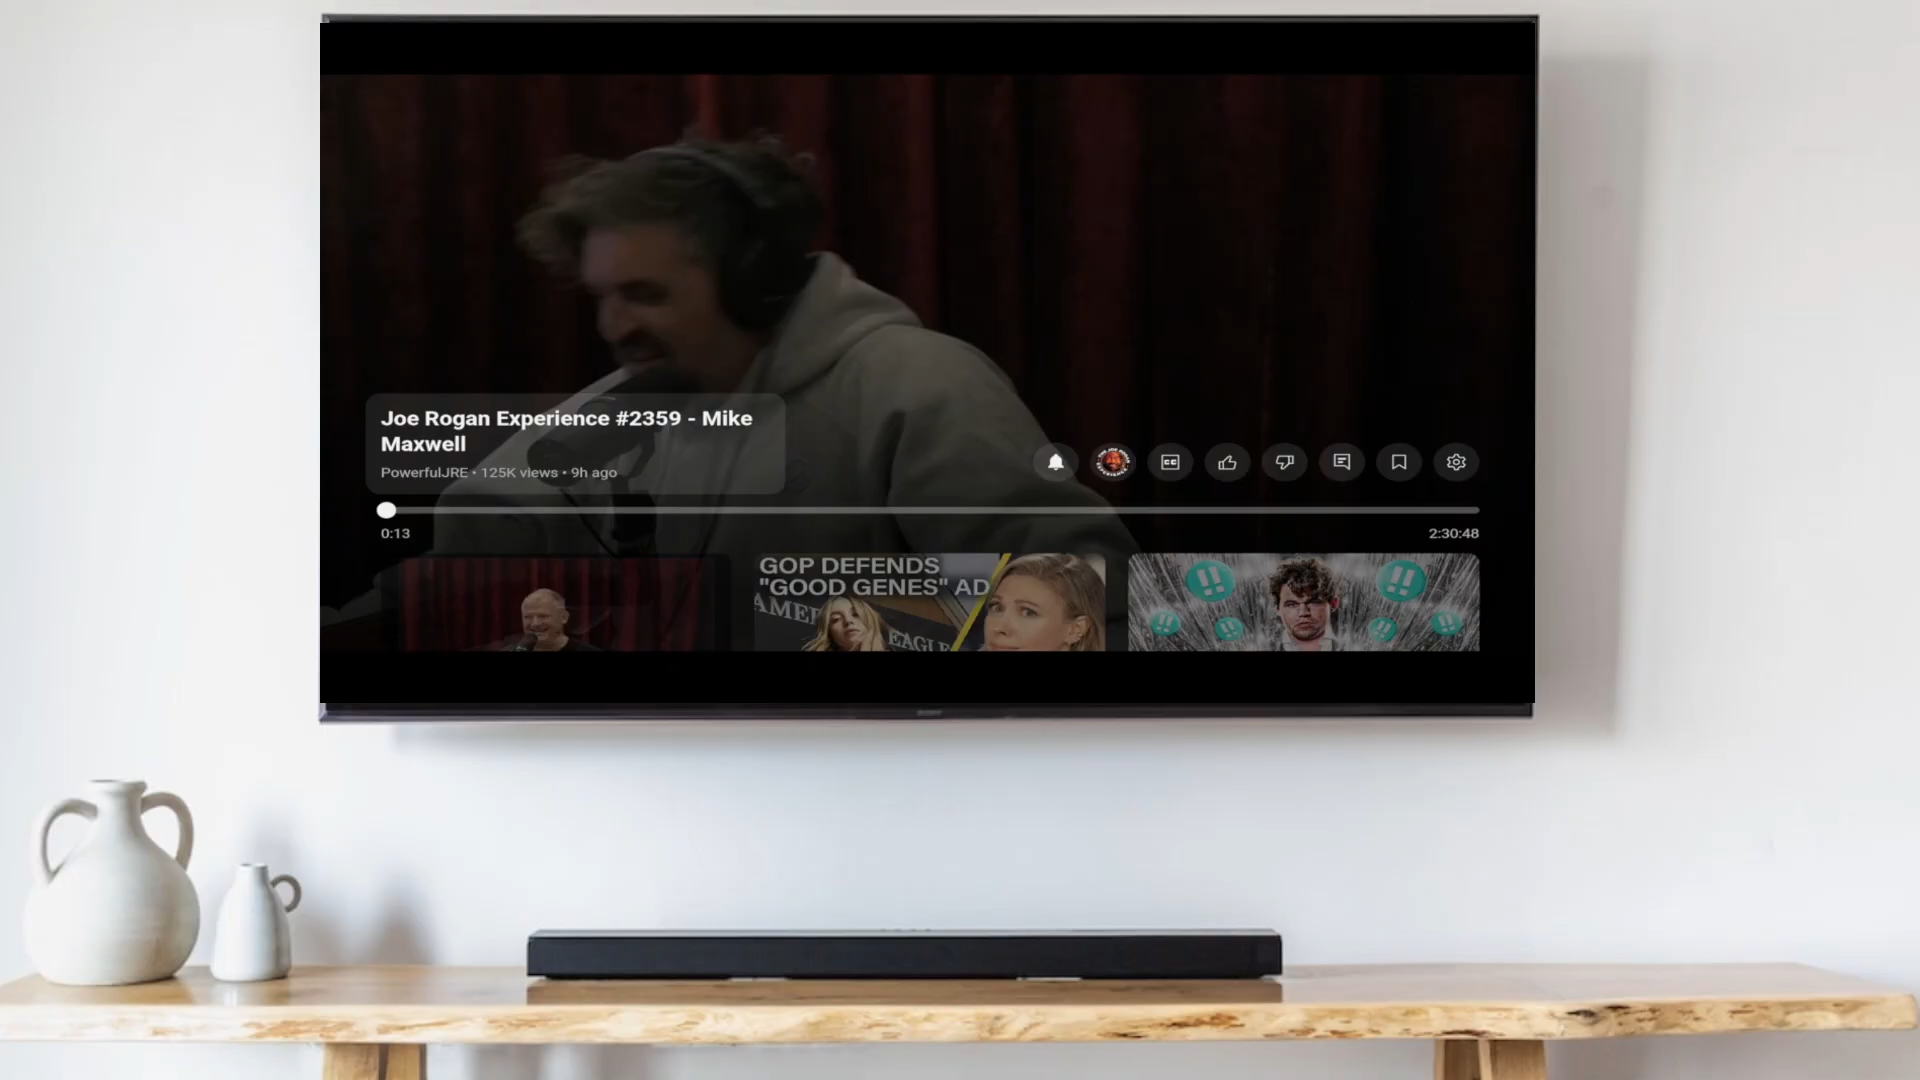 Joe Rogan Experience #2359 - Mike
Maxwell
PowerfulJRE • 125K views • 9h ago
CC
0:13
2:30:48
GOP DEFENDS
"GOOD GENES" AD
EAGLE
!!
!!
!!
!!
!!
!!